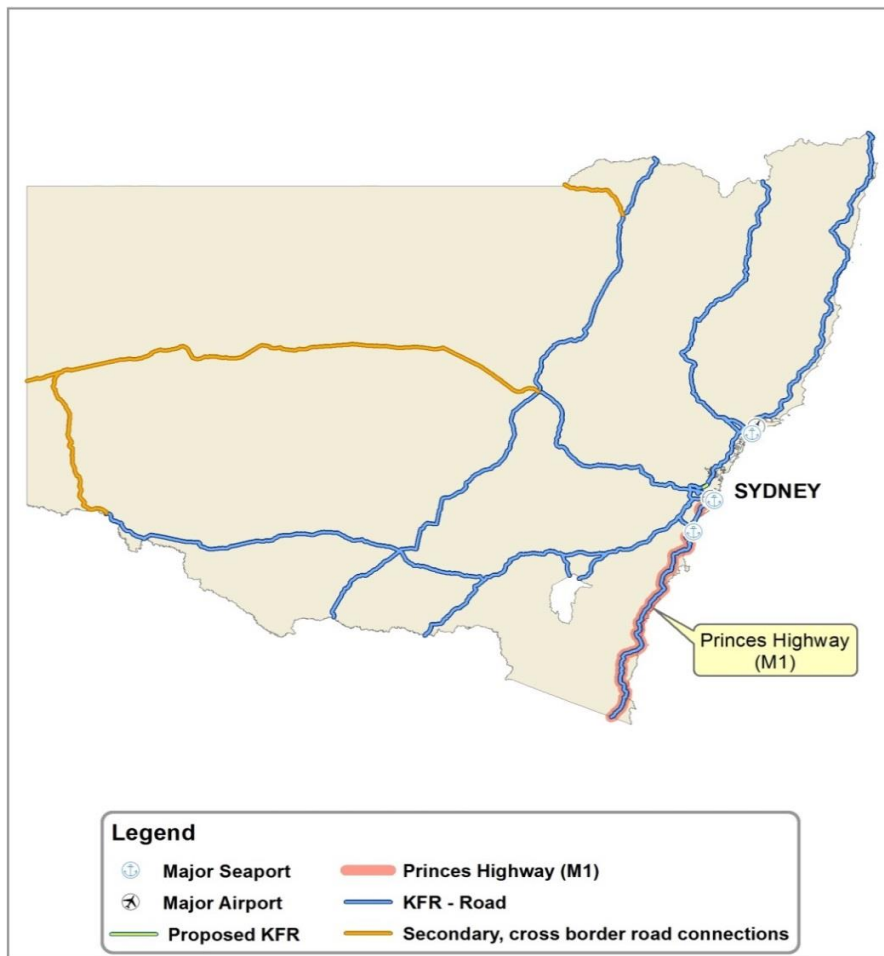 SYDNEY
Princes Highway
(M1)
Legend
Major Seaport
Princes Highway (M1)
Major Airport
KFR - Road
Proposed KFR
Secondary, cross border road connections